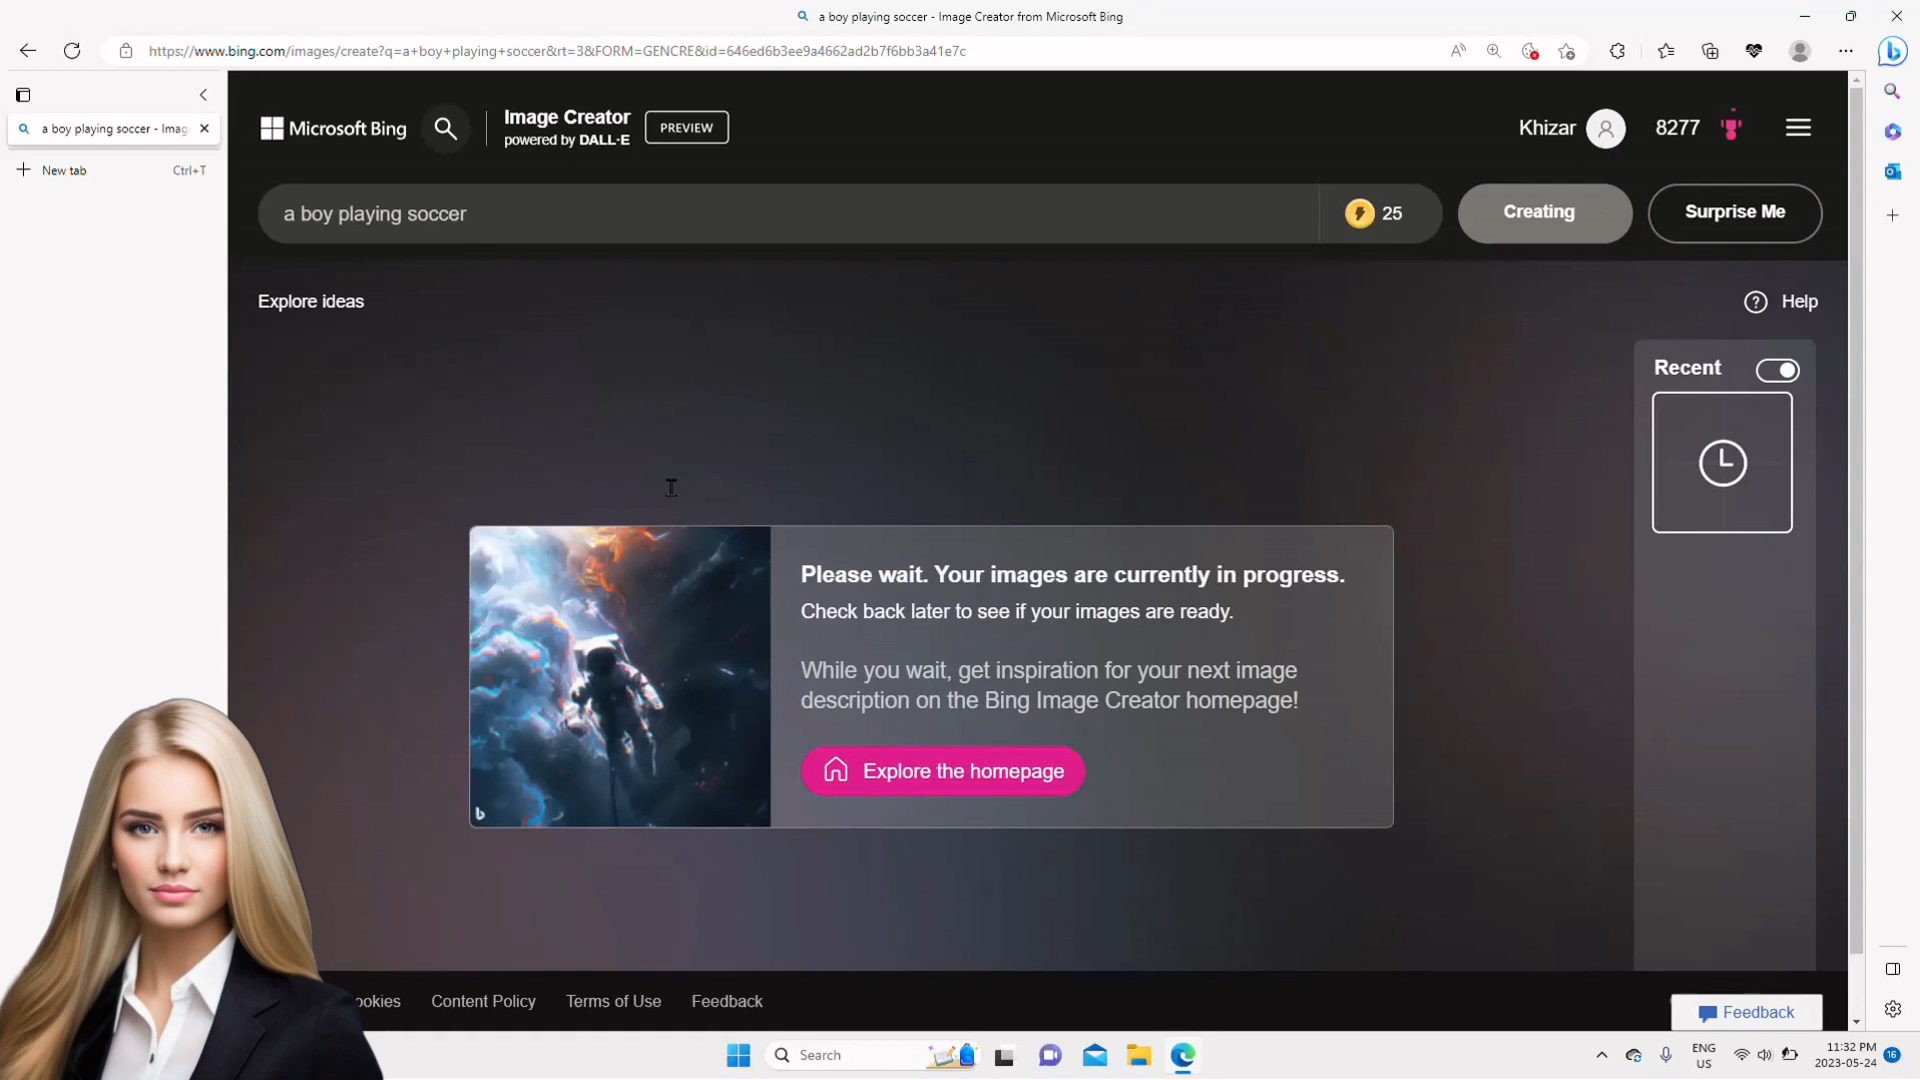 a boy playing soccer - Image Creator from Microsoft Bing
https://www.bing.com/images/create?q=a+boy+playing+soccer&rt=3&FORM=GENCRE&id=646ed6b3ee9a4662ad2b7f6bb3a41e7c
a boy playing soccer - Imag
New tab Ctrl+T
Microsoft Bing
Image Creator
powered by DALL·E
PREVIEW
Khizar
8277
a boy playing soccer
25
Creating
Surprise Me
Explore ideas
Help
Recent
Please wait. Your images are currently in progress.
Check back later to see if your images are ready.
While you wait, get inspiration for your next image
description on the Bing Image Creator homepage!
Explore the homepage
ookies
Content Policy
Terms of Use
Feedback
Feedback
Search
ENG
US
11:32 PM
2023-05-24
16